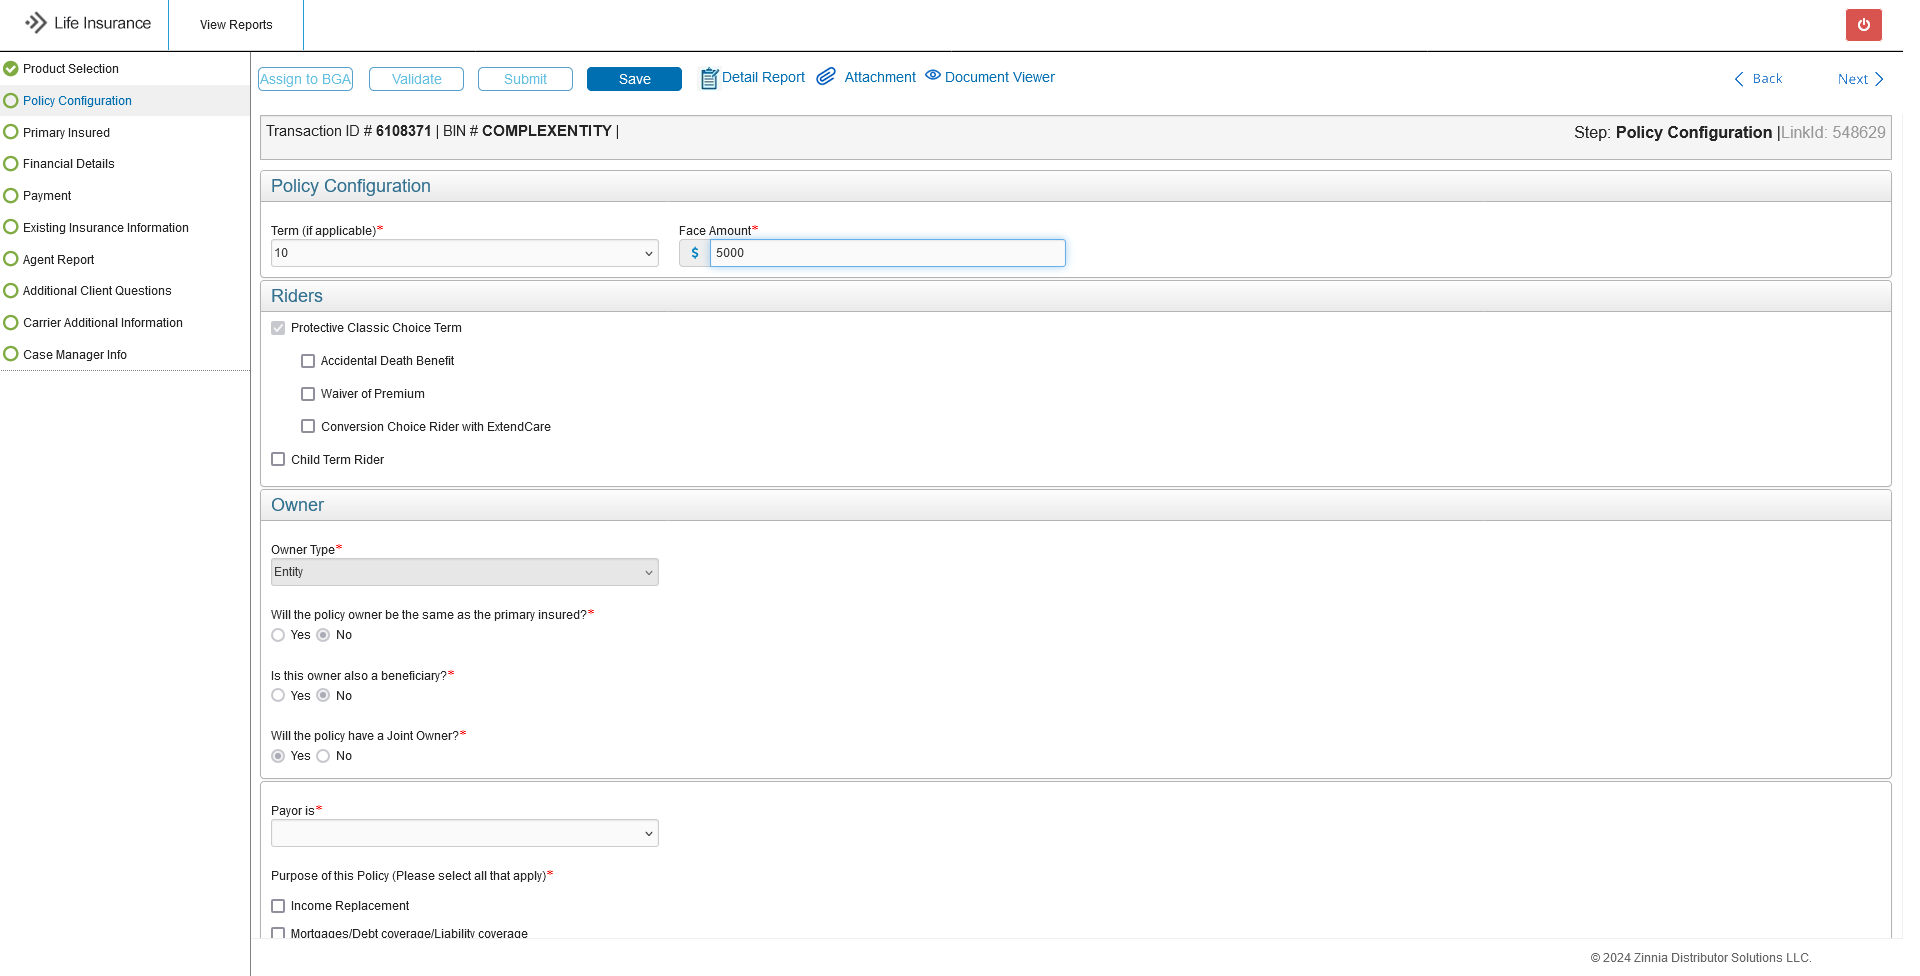 Life Insurance
View Reports
Product Selection
Policy Configuration
Primary Insured
Financial Details
Payment
Existing Insurance Information
Agent Report
Additional Client Questions
Carrier Additional Information
Case Manager Info
Assign to BGA Validate Submit Save Detail Report Attachment Document Viewer Back Next
Transaction ID # 6108371 | BIN # COMPLEXENTITY |
Step: Policy Configuration |LinkId: 548629
Policy Configuration
Term (if applicable)* Face Amount*
10 $ 5000
Riders
Protective Classic Choice Term
Accidental Death Benefit
Waiver of Premium
Conversion Choice Rider with ExtendCare
Child Term Rider
Owner
Owner Type*
Entity
Will the policy owner be the same as the primary insured?*
Yes No
Is this owner also a beneficiary?*
Yes No
Will the policy have a Joint Owner?*
Yes No
Payor is*
Purpose of this Policy (Please select all that apply)*
Income Replacement
Mortgages/Debt coverage/Liability coverage
© 2024 Zinnia Distributor Solutions LLC.